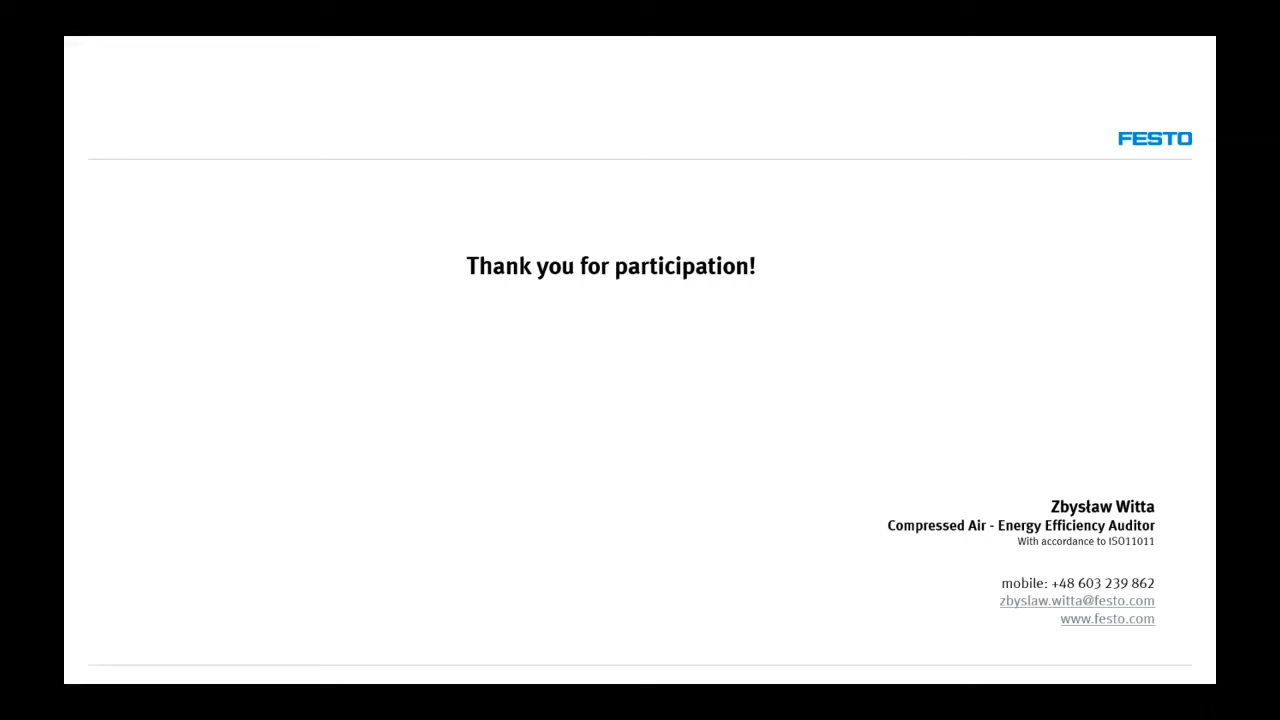 FESTO
Thank you for participation!
Zbysław Witta
Compressed Air - Energy Efficiency Auditor
With accordance to ISO11011
mobile: +48 603 239 862
zbyslaw.witta@festo.com
www.festo.com